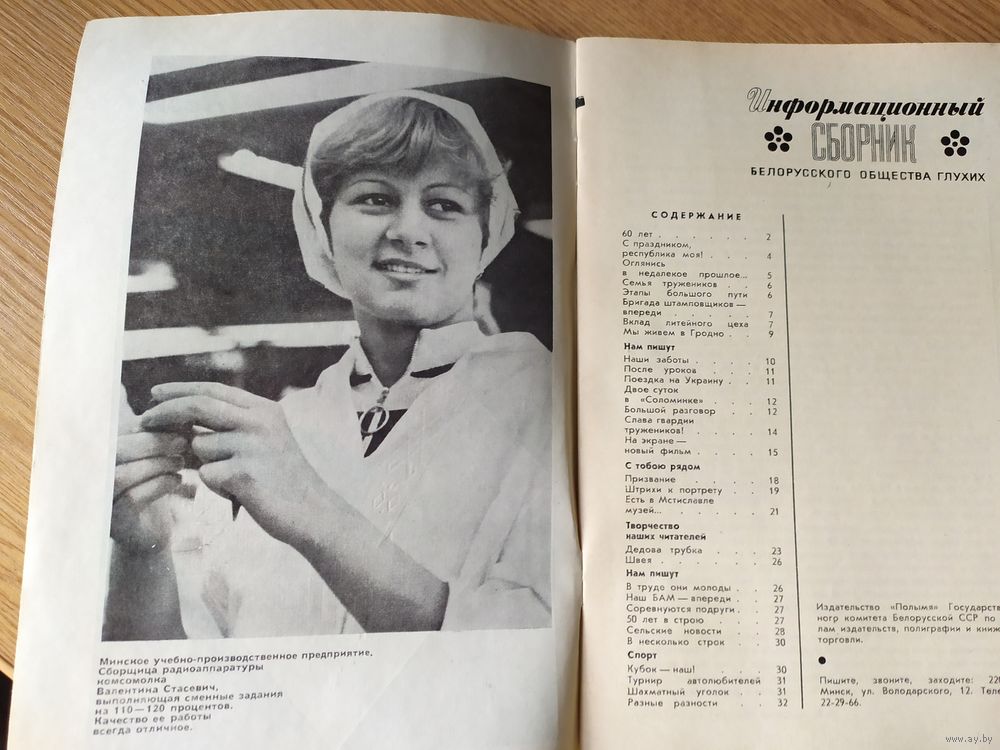 Минское учебно-производственное предприятие.
Сборщица радиоаппаратуры
комсомолка
Валентина Стасевич,
выполняющая сменные задания
на 110—120 процентов.
Качество ее работы
всегда отличное.
Информационный
СБОРНИК
БЕЛОРУССКОГО ОБЩЕСТВА ГЛУХИХ
СОДЕРЖАНИЕ
60 лет . . . . . . 2
С праздником,
республика моя! . . . 4
Оглянись
в недалекое прошлое... 5
Семья тружеников . . 6
Этапы большого пути 6
Бригада штамповщиков —
впереди . . . . . 7
Вклад литейного цеха 7
Мы живем в Гродно . . 9
Нам пишут
Наши заботы . . . . 10
После уроков . . . . 11
Поездка на Украину . . 11
Двое суток
в «Соломинке» . . . 12
Большой разговор . . 12
Слава гвардии
тружеников! . . . . 14
На экране —
новый фильм . . . . 15
С тобою рядом
Призвание . . . . . 18
Штрихи к портрету . . 19
Есть в Мстиславле
музей... . . . . . 21
Творчество
наших читателей
Дедова трубка . . . 23
Швея . . . . . . 26
Нам пишут
В труде они молоды . . 26
Наш БАМ — впереди . . 27
Соревнуются подруги . . 27
50 лет в строю . . . 27
Сельские новости . . 28
В несколько строк . . 30
Спорт
Кубок — наш! . . . . 30
Турнир автолюбителей 31
Шахматный уголок . . 31
Разные разности . . . 32
Издательство «Полымя» Государств
ного комитета Белорусской ССР по
лам издательств, полиграфии и книж
торговли.
Пишите, звоните, заходите: 220
Минск, ул. Володарского, 12. Теле
22-29-66.
www.ay.by